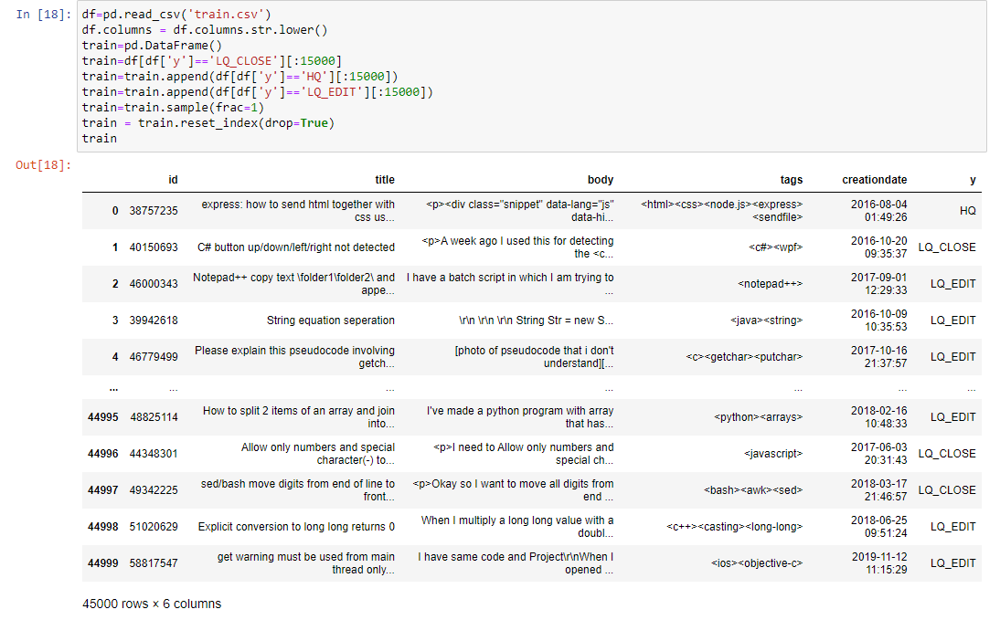 In [18]: df=pd.read_csv('train.csv')
df.columns = df.columns.str.lower()
train=pd.DataFrame()
train=df[df['y']=='LQ_CLOSE'][:15000]
train=train.append(df[df['y']=='HQ'][:15000])
train=train.append(df[df['y']=='LQ_EDIT'][:15000])
train=train.sample(frac=1)
train = train.reset_index(drop=True)
train
Out[18]:
id title body tags creationdate y
0 38757235 express: how to send html together with css us... <p><div class="snippet" data-lang="js" data-hi... <html><css><node.js><express><sendfile> 2016-08-04 01:49:26 HQ
1 40150693 C# button up/down/left/right not detected <p>A week ago I used this for detecting the <c... <c#><wpf> 2016-10-20 09:35:37 LQ_CLOSE
2 46000343 Notepad++ copy text \folder1\folder2\ and appe... I have a batch script in which I am trying to ... <notepad++> 2017-09-01 12:29:33 LQ_EDIT
3 39942618 String equation seperation \r\n \r\n \r\n String Str = new S... <java><string> 2016-10-09 10:35:53 LQ_EDIT
4 46779499 Please explain this pseudocode involving getch... [photo of pseudocode that i don't understand][... <c><getchar><putchar> 2017-10-16 21:37:57 LQ_EDIT
... ... ... ... ... ... ...
44995 48825114 How to split 2 items of an array and join into... I've made a python program with array that has... <python><arrays> 2018-02-16 10:48:33 LQ_EDIT
44996 44348301 Allow only numbers and special character(-) to... <p>I need to Allow only numbers and special ch... <javascript> 2017-06-03 20:31:43 LQ_CLOSE
44997 49342225 sed/bash move digits from end of line to front... <p>Okay so I want to move all digits from end ... <bash><awk><sed> 2018-03-17 21:46:57 LQ_CLOSE
44998 51020629 Explicit conversion to long long returns 0 When I multiply a long long value with a doubl... <c++><casting><long-long> 2018-06-25 09:51:24 LQ_EDIT
44999 58817547 get warning must be used from main thread only... I have same code and Project\r\nWhen I opened ... <ios><objective-c> 2019-11-12 11:15:29 LQ_EDIT
45000 rows × 6 columns